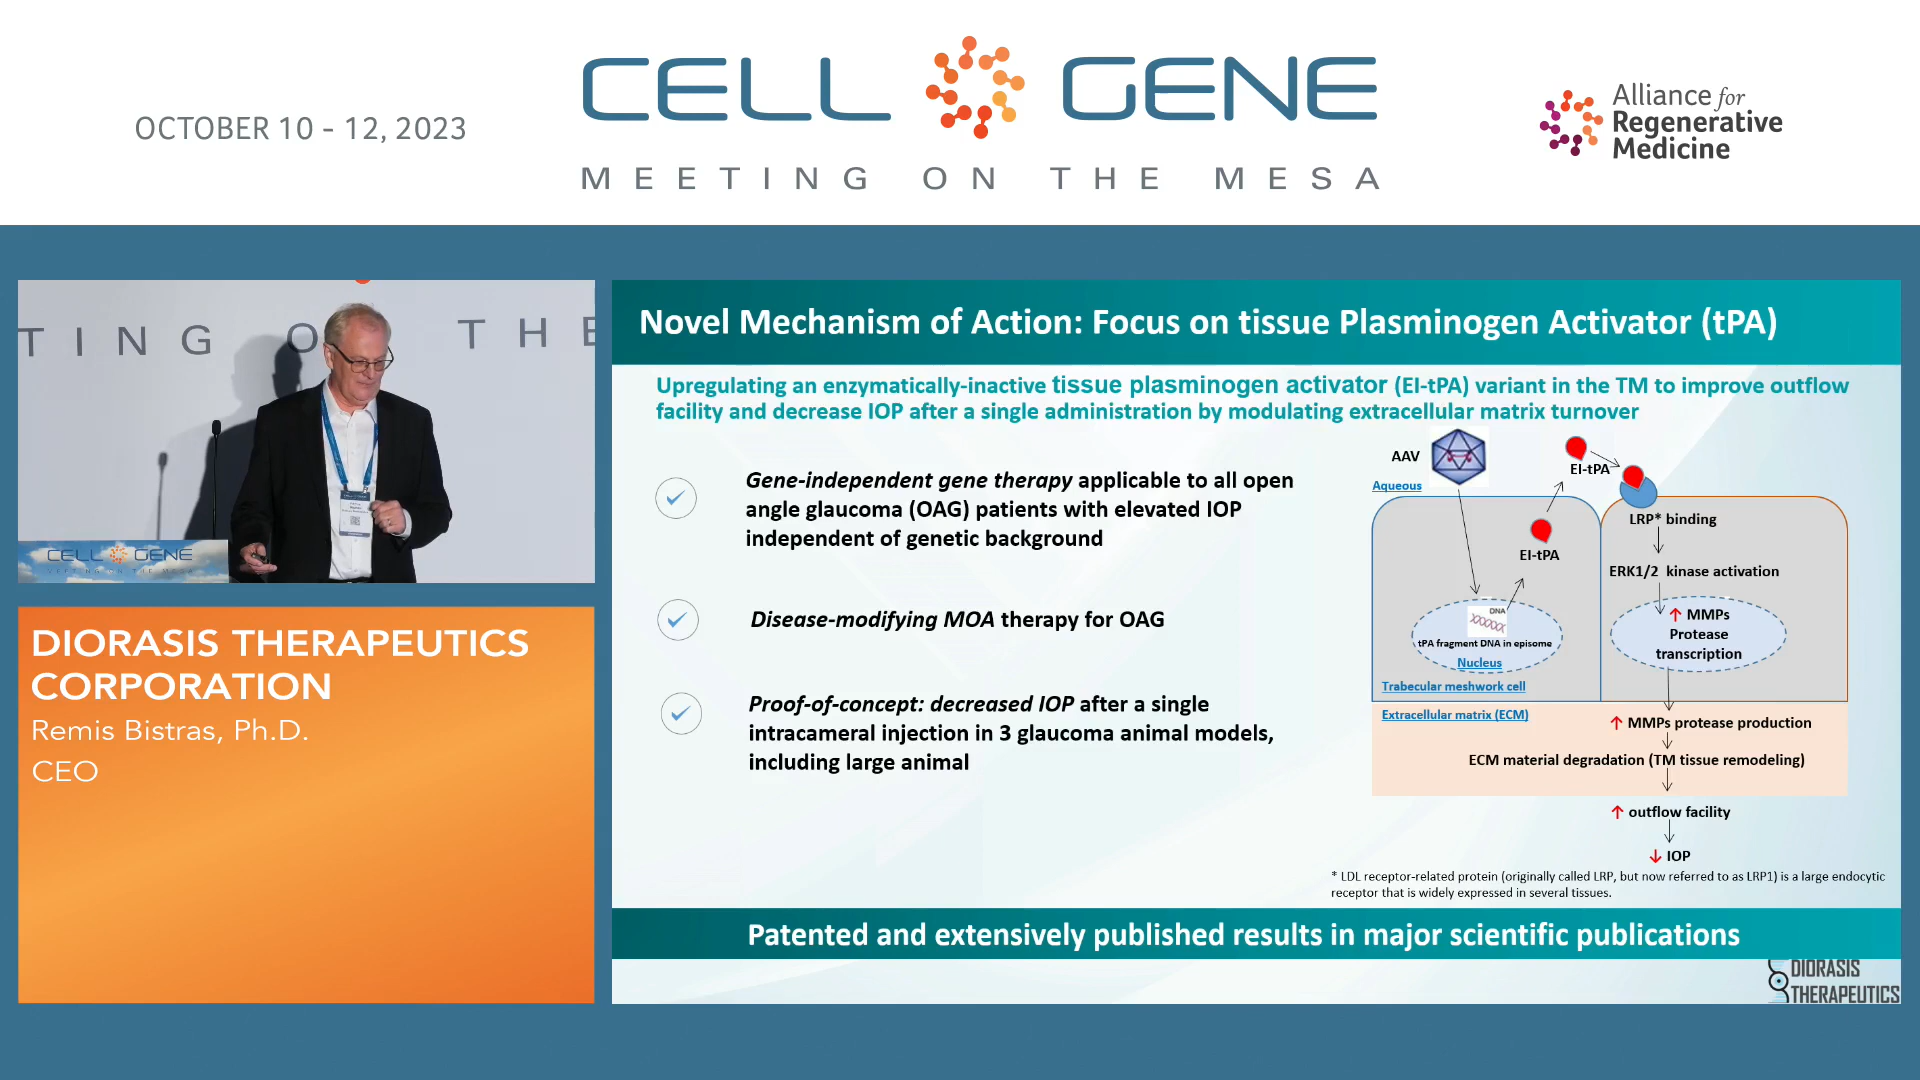 OCTOBER 10 - 12, 2023
CELL GENE
MEETING ON THE MESA
Alliance for
Regenerative
Medicine
TING O THE
CELL GENE
MEETING ON THE MESA
DIORASIS THERAPEUTICS
CORPORATION
Remis Bistras, Ph.D.
CEO
Novel Mechanism of Action: Focus on tissue Plasminogen Activator (tPA)
Upregulating an enzymatically-inactive tissue plasminogen activator (EI-tPA) variant in the TM to improve outflow
facility and decrease IOP after a single administration by modulating extracellular matrix turnover
Gene-independent gene therapy applicable to all open
angle glaucoma (OAG) patients with elevated IOP
independent of genetic background
Disease-modifying MOA therapy for OAG
Proof-of-concept: decreased IOP after a single
intracameral injection in 3 glaucoma animal models,
including large animal
AAV
Aqueous
EI-tPA
LRP* binding
EI-tPA
ERK1/2 kinase activation
DNA
tPA fragment DNA in episome
Nucleus
↑ MMPs
Protease
transcription
Trabecular meshwork cell
Extracellular matrix (ECM)
↑ MMPs protease production
ECM material degradation (TM tissue remodeling)
↑ outflow facility
↓ IOP
* LDL receptor-related protein (originally called LRP, but now referred to as LRP1) is a large endocytic
receptor that is widely expressed in several tissues.
Patented and extensively published results in major scientific publications
DIORASIS
THERAPEUTICS